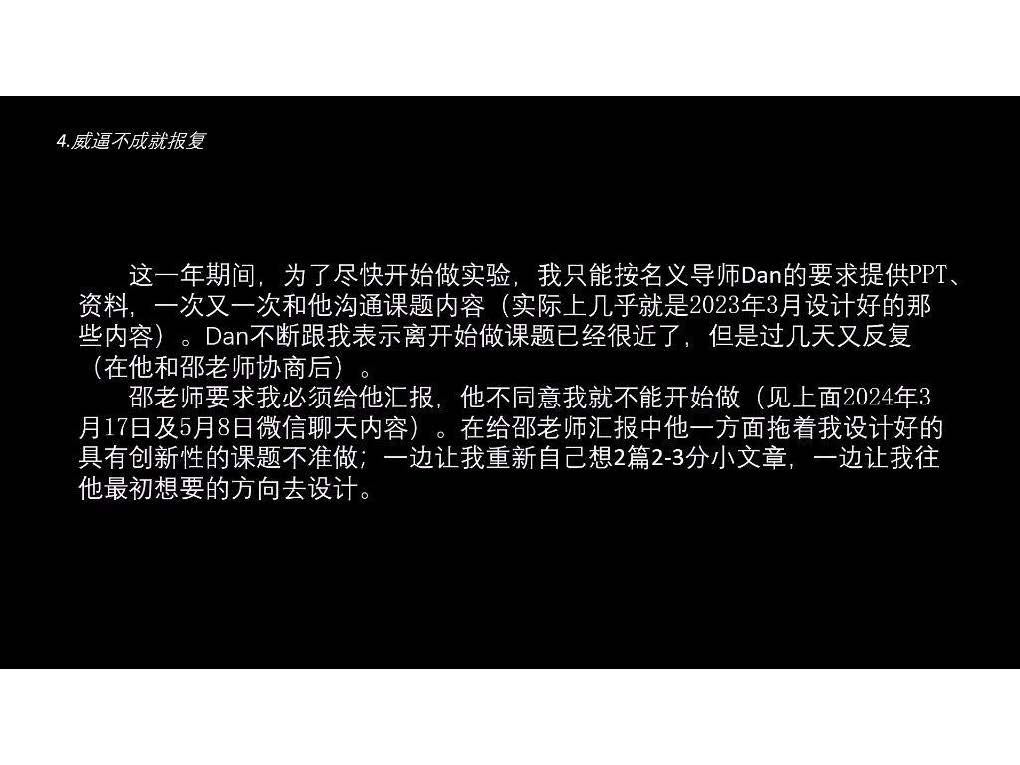 4.威逼不成就报复
这一年期间，为了尽快开始做实验，我只能按名义导师Dan的要求提供PPT、
资料，一次又一次和他沟通课题内容（实际上几乎就是2023年3月设计好的那
些内容）。Dan不断跟我表示离开始做课题已经很近了，但是过几天又反复
（在他和邵老师协商后）。
邵老师要求我必须给他汇报，他不同意我就不能开始做（见上面2024年3
月17日及5月8日微信聊天内容）。在给邵老师汇报中他一方面拖着我设计好的
具有创新性的课题不准做；一边让我重新自己想2篇2-3分小文章，一边让我往
他最初想要的方向去设计。